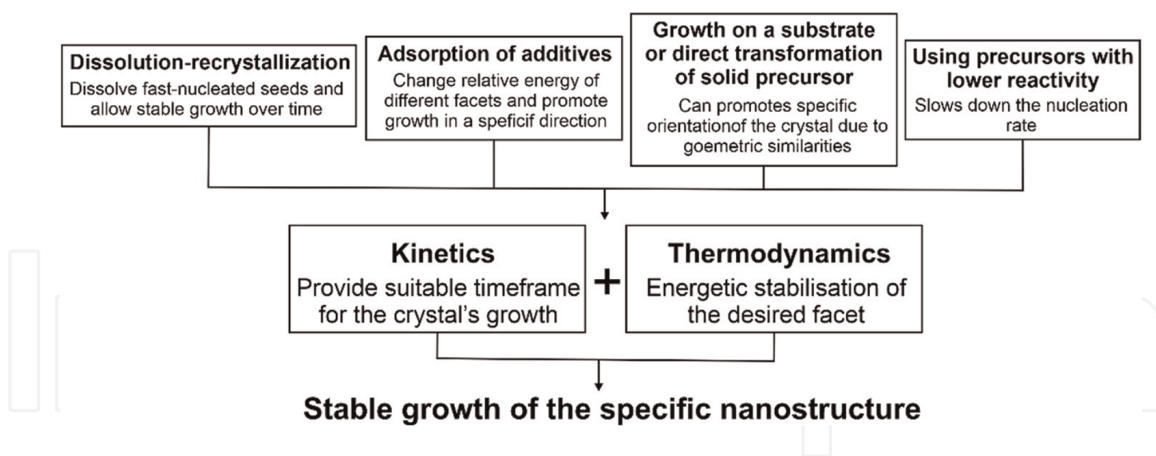 Dissolution-recrystallization
Dissolve fast-nucleated seeds and
allow stable growth over time
Adsorption of additives
Change relative energy of
different facets and promote
growth in a speficif direction
Growth on a substrate
or direct transformation
of solid precursor
Can promotes specific
orientationof the crystal due to
goemetric similarities
Using precursors with
lower reactivity
Slows down the nucleation
rate
Kinetics
Provide suitable timeframe
for the crystal's growth
+
Thermodynamics
Energetic stabilisation of
the desired facet
Stable growth of the specific nanostructure